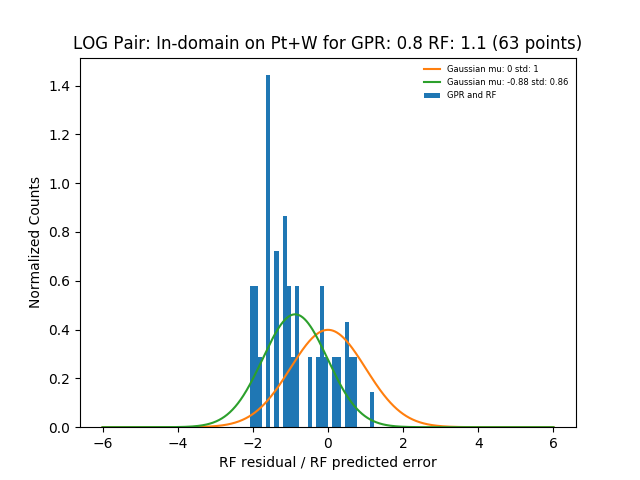 LOG Pair: In-domain on Pt+W for GPR: 0.8 RF: 1.1 (63 points)
Gaussian mu: 0 std: 1
Gaussian mu: -0.88 std: 0.86
GPR and RF
Normalized Counts
1.4
1.2
1.0
0.8
0.6
0.4
0.2
0.0
−6 −4 −2 0 2 4 6
RF residual / RF predicted error